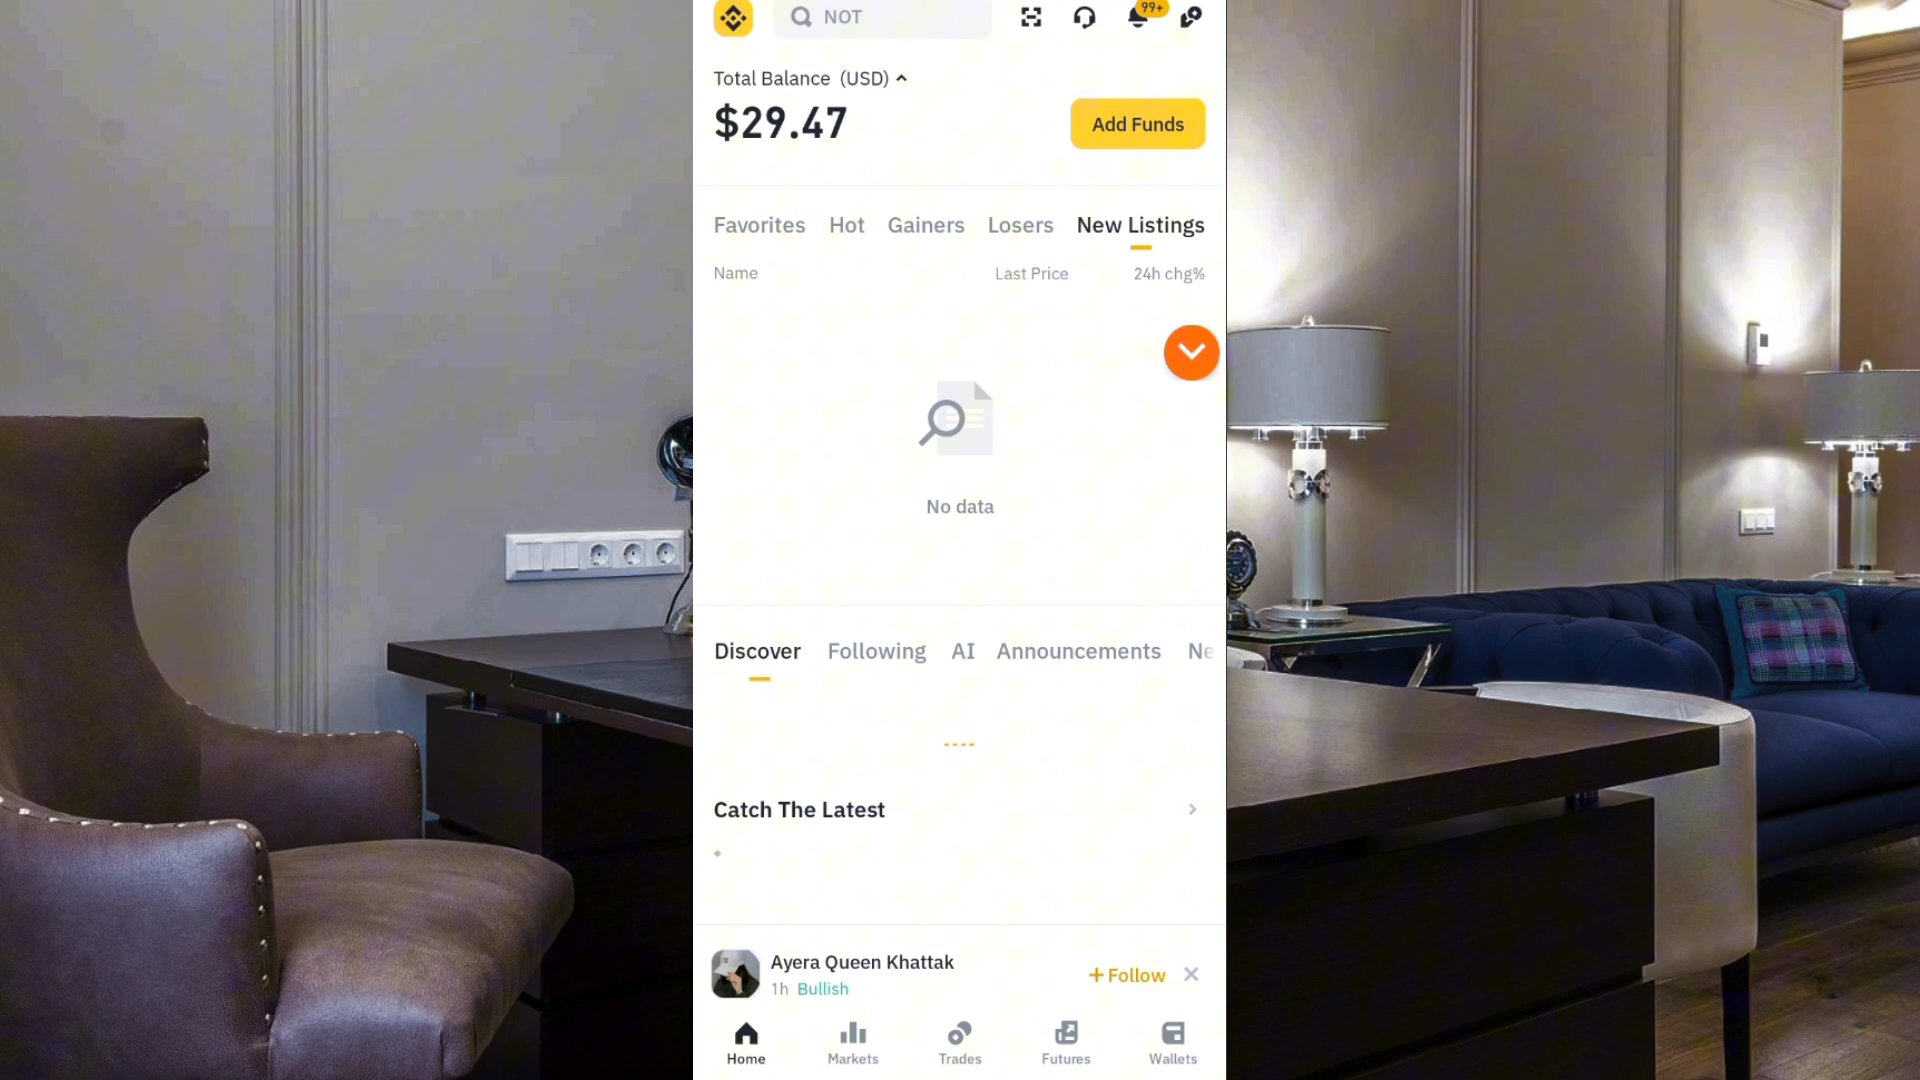 NOT
99+
Total Balance (USD)
$29.47
Add Funds
Favorites Hot Gainers Losers New Listings
Name Last Price 24h chg%
No data
Discover Following AI Announcements Ne
Catch The Latest
Ayera Queen Khattak
1h Bullish
+ Follow
Home Markets Trades Futures Wallets